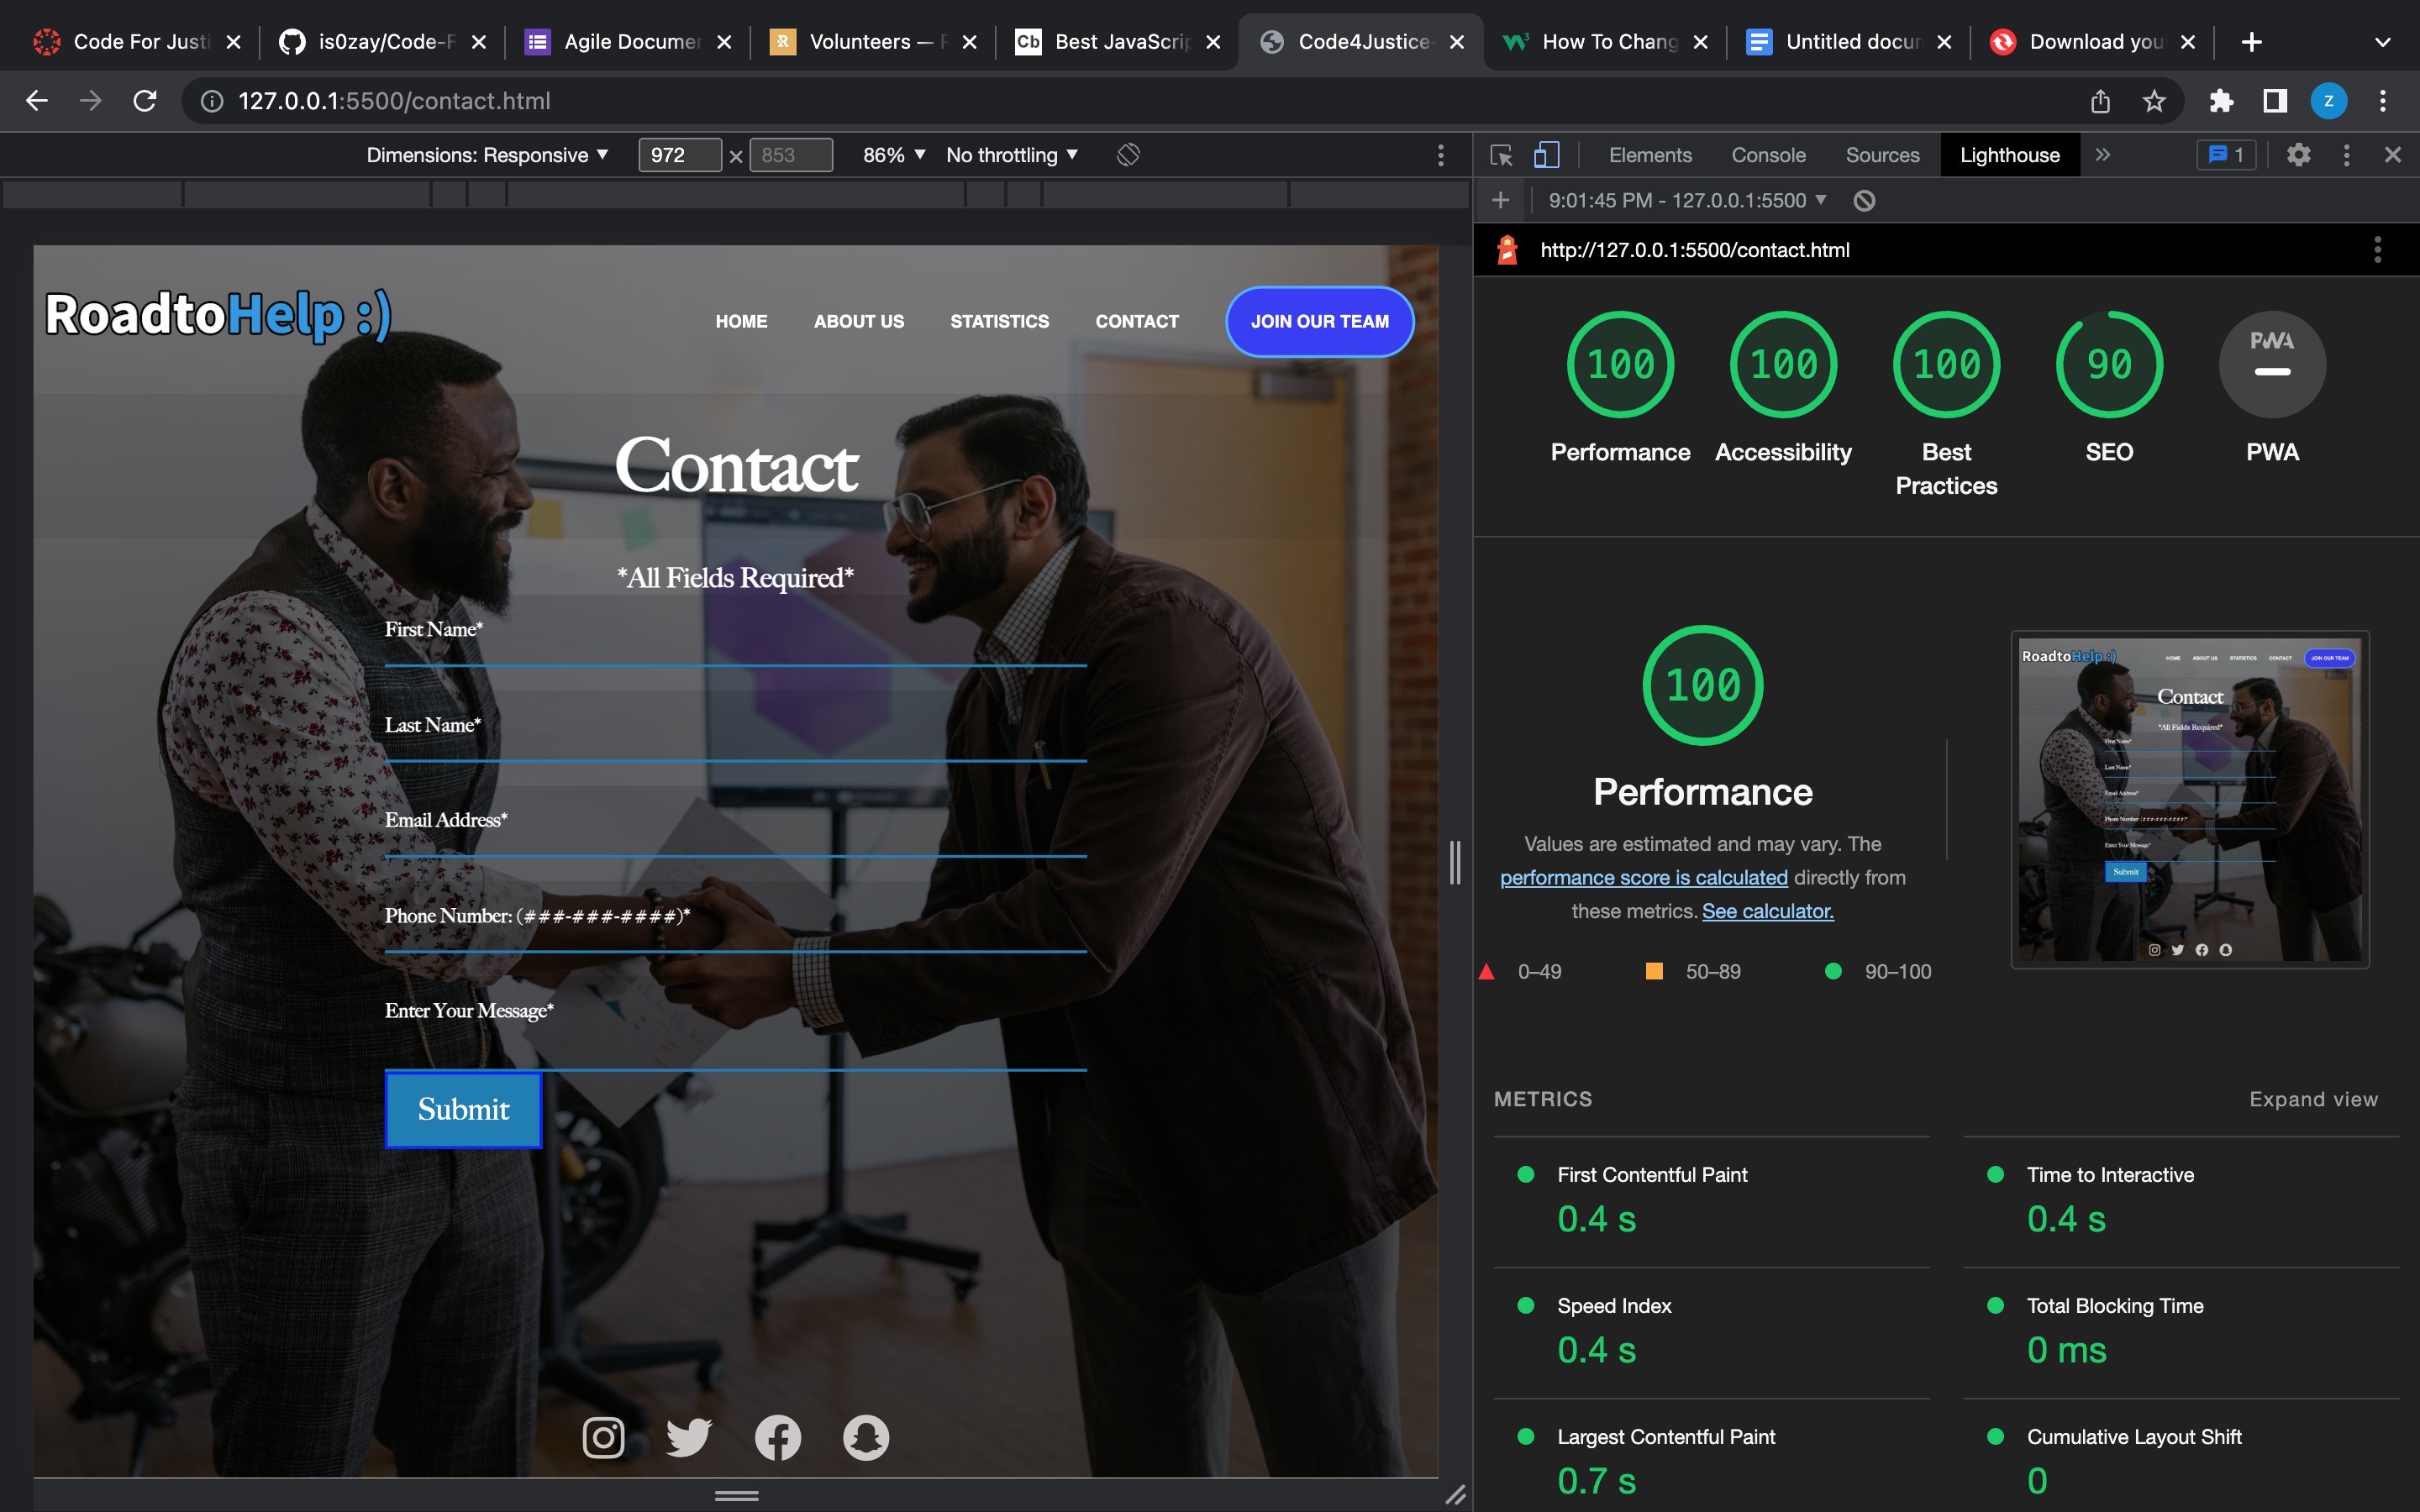 Code For Justi
is0zay/Code-F
Agile Documen
Volunteers — F
Best JavaScrip
Code4Justice-
How To Chang
Untitled docun
Download you
127.0.0.1:5500/contact.html
Z
Dimensions: Responsive
972 × 853
86%
No throttling
Elements
Console
Sources
Lighthouse
1
9:01:45 PM - 127.0.0.1:5500
http://127.0.0.1:5500/contact.html
RoadtoHelp :)
HOME
ABOUT US
STATISTICS
CONTACT
JOIN OUR TEAM
Contact
*All Fields Required*
First Name*
Last Name*
Email Address*
Phone Number: (###-###-####)*
Enter Your Message*
Submit
100
Performance
100
Accessibility
100
Best
Practices
90
SEO
PWA
PWA
100
Performance
Values are estimated and may vary. The
performance score is calculated directly from
these metrics. See calculator.
0–49
50–89
90–100
RoadtoHelp :)
HOME
ABOUT US
STATISTICS
CONTACT
JOIN OUR TEAM
Contact
*All Fields Required*
First Name*
Last Name*
Email Address*
Phone Number: (###-###-####)*
Enter Your Message*
Submit
METRICS
Expand view
First Contentful Paint
0.4 s
Time to Interactive
0.4 s
Speed Index
0.4 s
Total Blocking Time
0 ms
Largest Contentful Paint
0.7 s
Cumulative Layout Shift
0